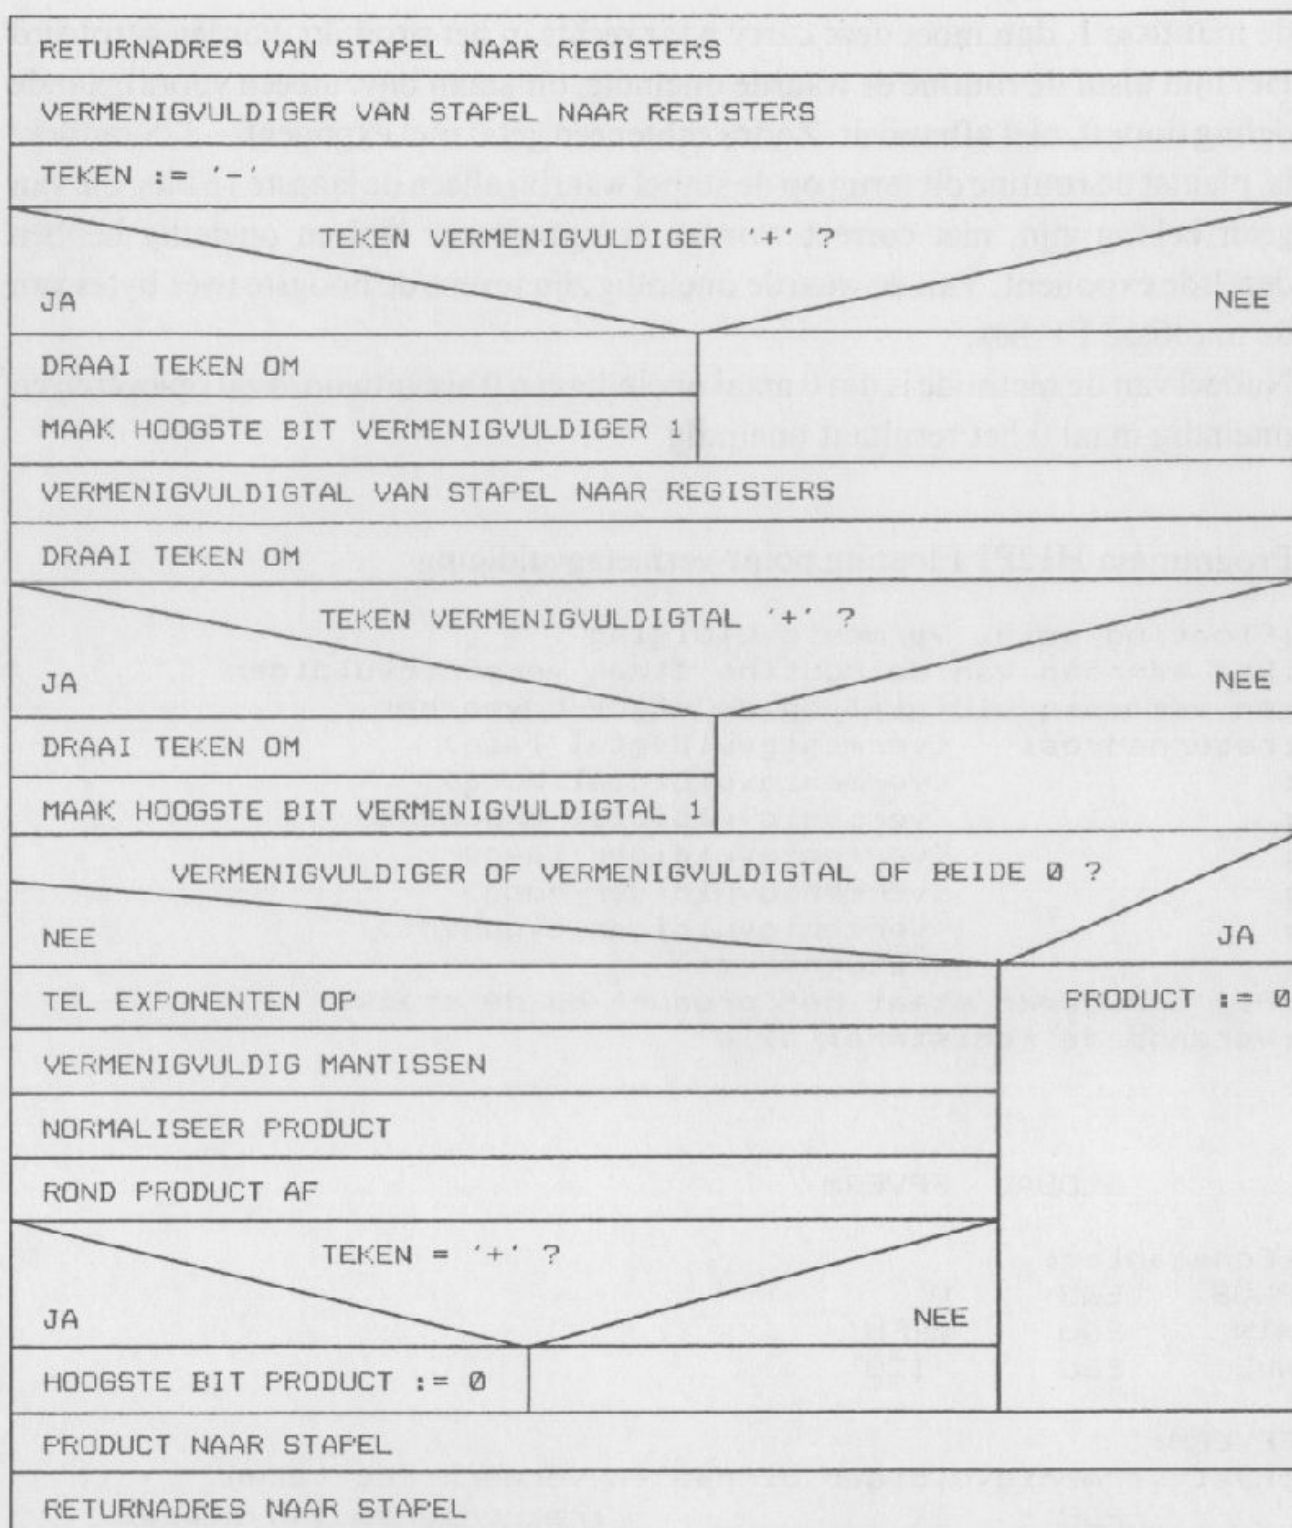 RETURNADRES VAN STAPEL NAAR REGISTERS
VERMENIGVULDIGER VAN STAPEL NAAR REGISTERS
TEKEN := '-'
TEKEN VERMENIGVULDIGER '+' ?
JA NEE
DRAAI TEKEN OM
MAAK HOOGSTE BIT VERMENIGVULDIGER 1
VERMENIGVULDIGTAL VAN STAPEL NAAR REGISTERS
DRAAI TEKEN OM
TEKEN VERMENIGVULDIGTAL '+' ?
JA NEE
DRAAI TEKEN OM
MAAK HOOGSTE BIT VERMENIGVULDIGTAL 1
VERMENIGVULDIGER OF VERMENIGVULDIGTAL OF BEIDE 0 ?
NEE JA
TEL EXPONENTEN OP PRODUCT := 0
VERMENIGVULDIG MANTISSEN
NORMALISEER PRODUCT
ROND PRODUCT AF
TEKEN = '+' ?
JA NEE
HOOGSTE BIT PRODUCT := 0
PRODUCT NAAR STAPEL
RETURNADRES NAAR STAPEL